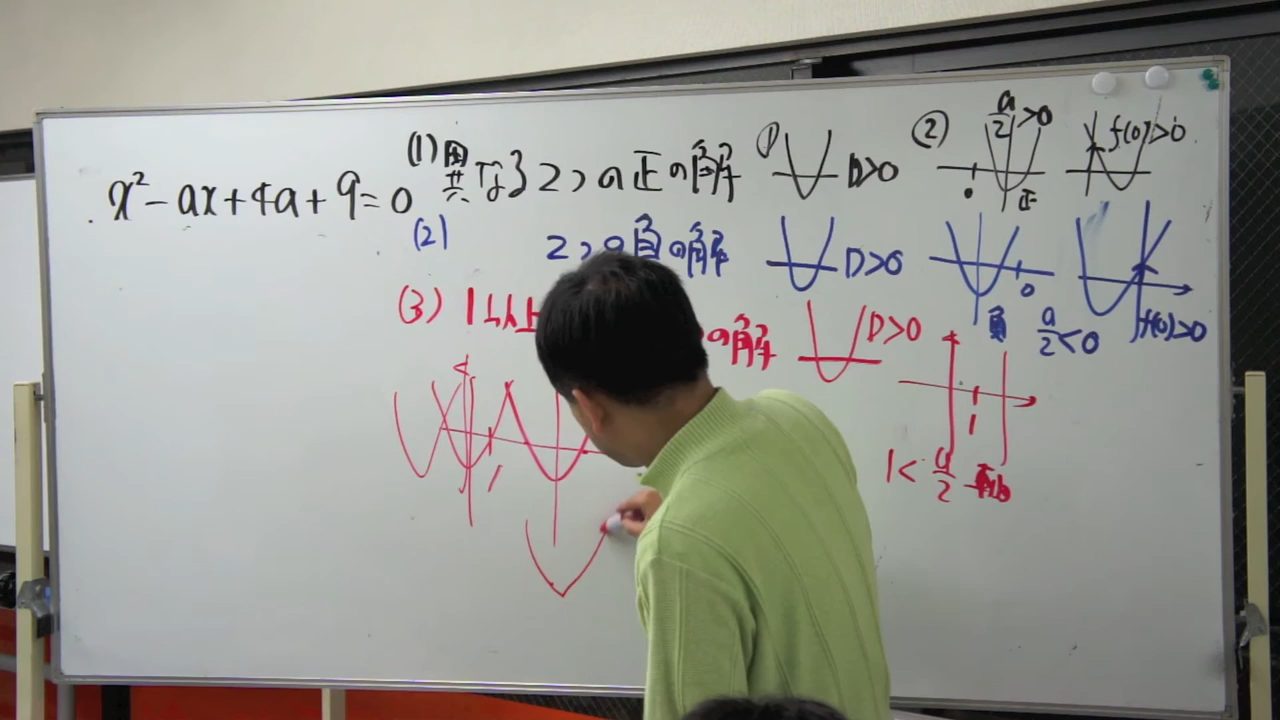 x² - ax + 4a + 9 = 0
(1) 異なる2つの正の解 ① D>0 ② a/2>0 f(0)>0
0 正
(2) 2つの負の解 D>0 0 負 a/2<0 f(0)>0
(3) 1以上 の解 D>0
1
1 < a/2 軸
1